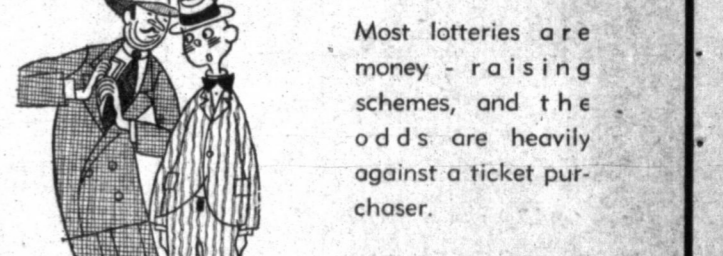 Most lotteries are
money - raising
schemes, and the
odds are heavily
against a ticket pur-
chaser.